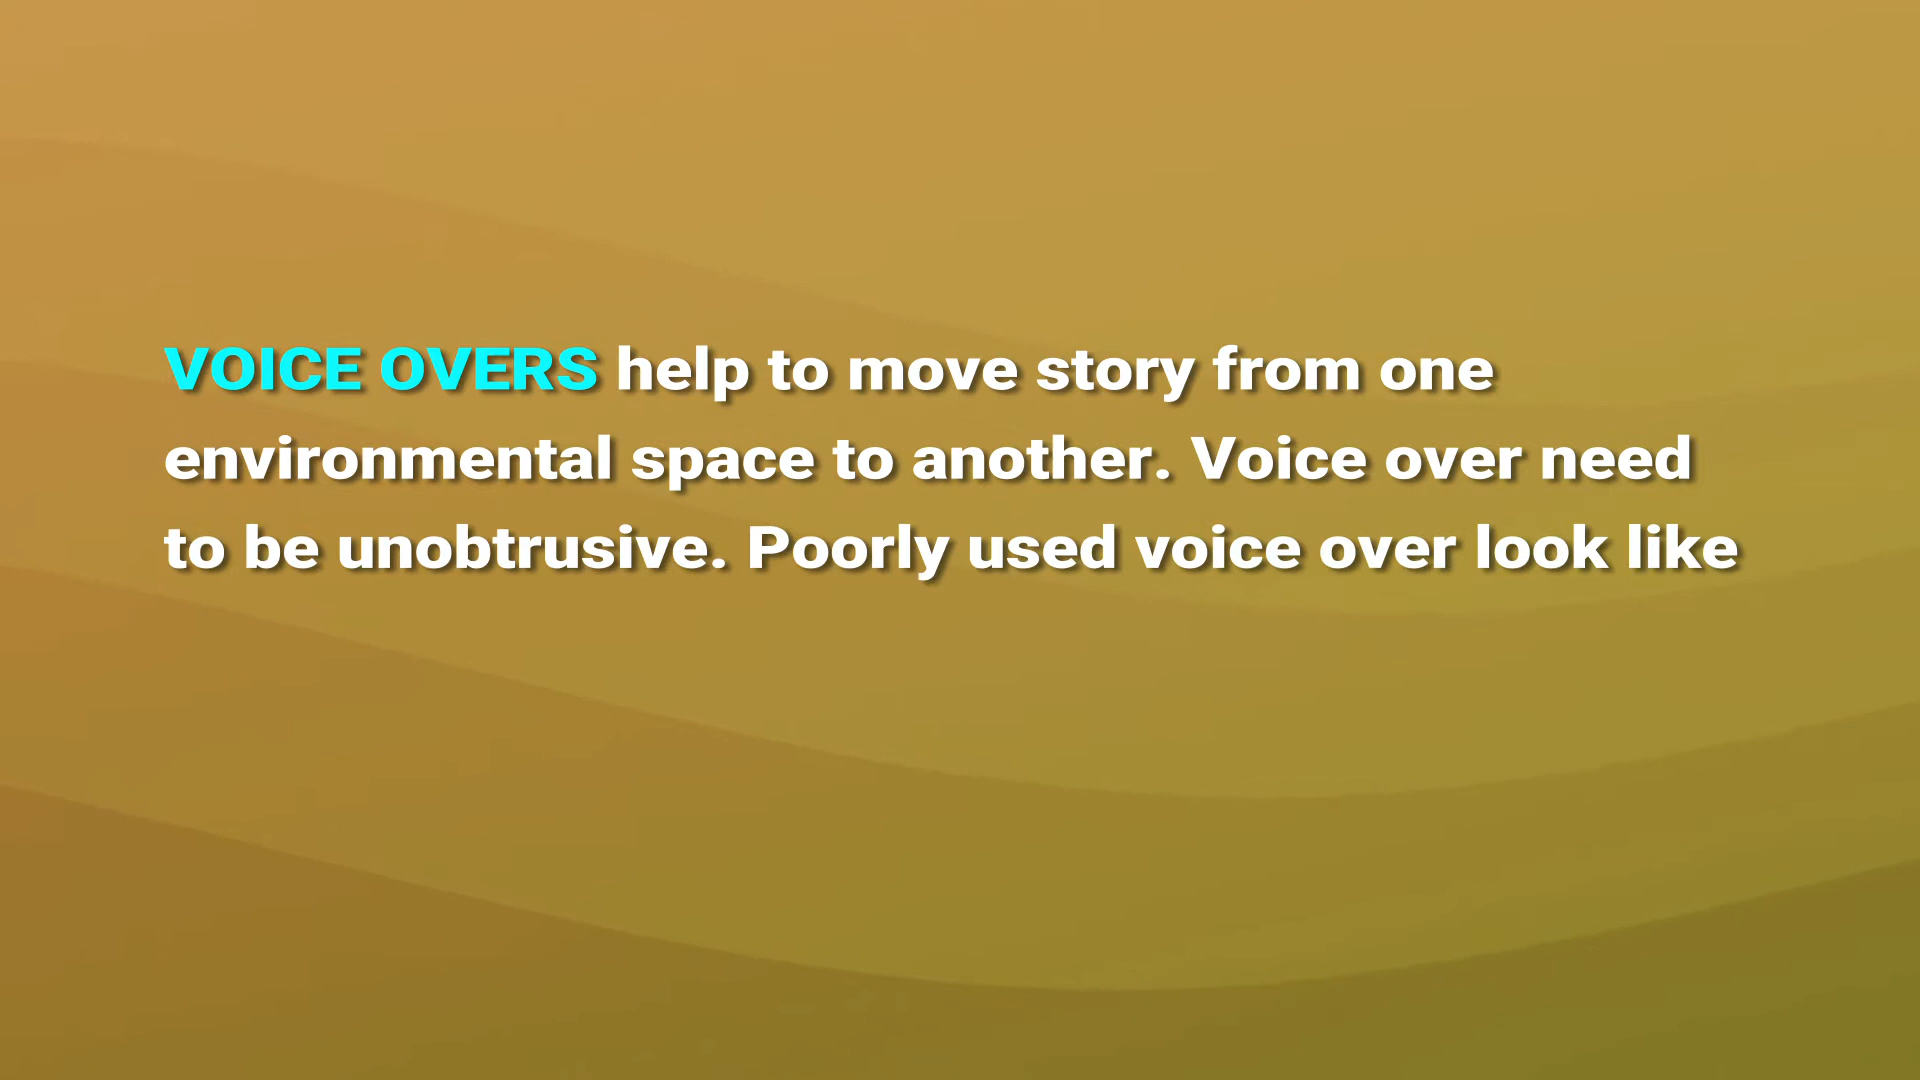 VOICE OVERS help to move story from one
environmental space to another. Voice over need
to be unobtrusive. Poorly used voice over look like